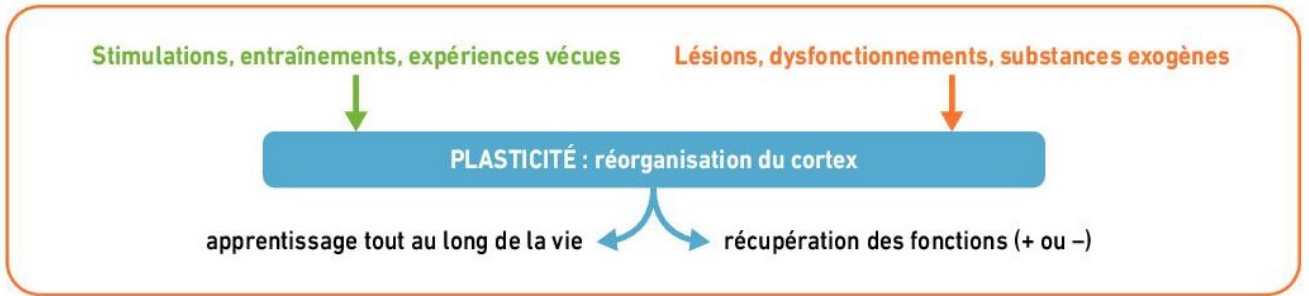 Stimulations, entraînements, expériences vécues
Lésions, dysfonctionnements, substances exogènes
PLASTICITÉ : réorganisation du cortex
apprentissage tout au long de la vie
récupération des fonctions (+ ou –)